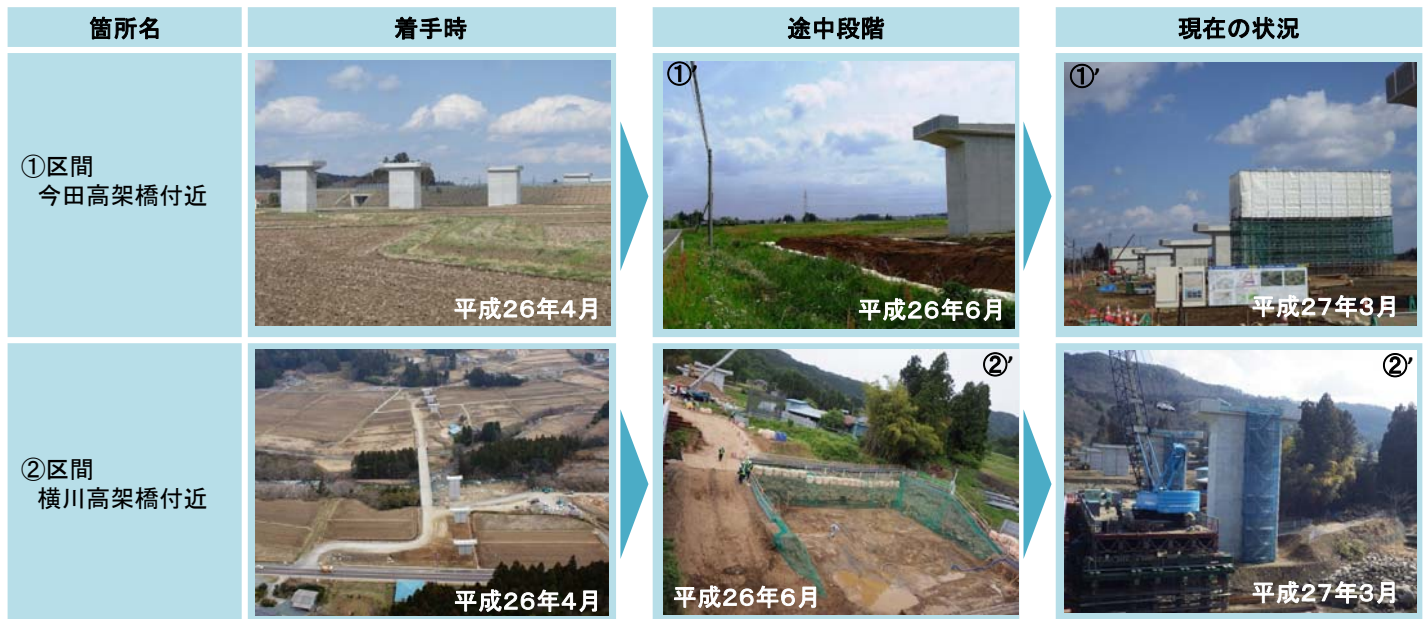 箇所名
着手時
途中段階
現在の状況
①区間
今田高架橋付近
平成26年4月
①’
平成26年6月
①’
平成27年3月
②区間
横川高架橋付近
平成26年4月
②’
平成26年6月
②’
平成27年3月